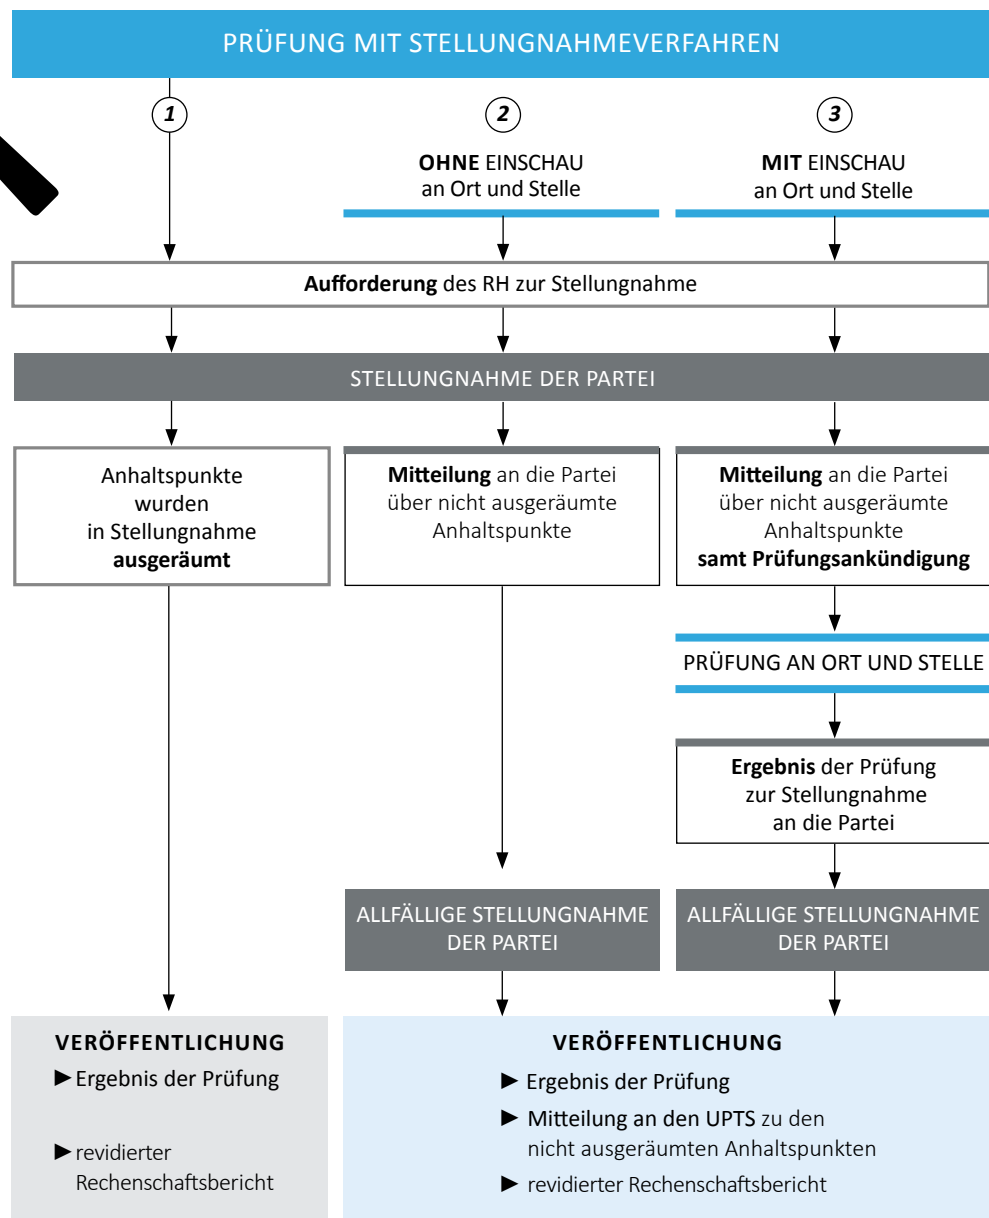 PRÜFUNG MIT STELLUNGNAHMEVERFAHREN
1
2
3
OHNE EINSCHAU
an Ort und Stelle
MIT EINSCHAU
an Ort und Stelle
Aufforderung des RH zur Stellungnahme
STELLUNGNAHME DER PARTEI
Anhaltspunkte
wurden
in Stellungnahme
ausgeräumt
Mitteilung an die Partei
über nicht ausgeräumte
Anhaltspunkte
Mitteilung an die Partei
über nicht ausgeräumte
Anhaltspunkte
samt Prüfungsankündigung
PRÜFUNG AN ORT UND STELLE
Ergebnis der Prüfung
zur Stellungnahme
an die Partei
ALLFÄLLIGE STELLUNGNAHME
DER PARTEI
ALLFÄLLIGE STELLUNGNAHME
DER PARTEI
VERÖFFENTLICHUNG
► Ergebnis der Prüfung
► revidierter
Rechenschaftsbericht
VERÖFFENTLICHUNG
► Ergebnis der Prüfung
► Mitteilung an den UPTS zu den
nicht ausgeräumten Anhaltspunkten
► revidierter Rechenschaftsbericht